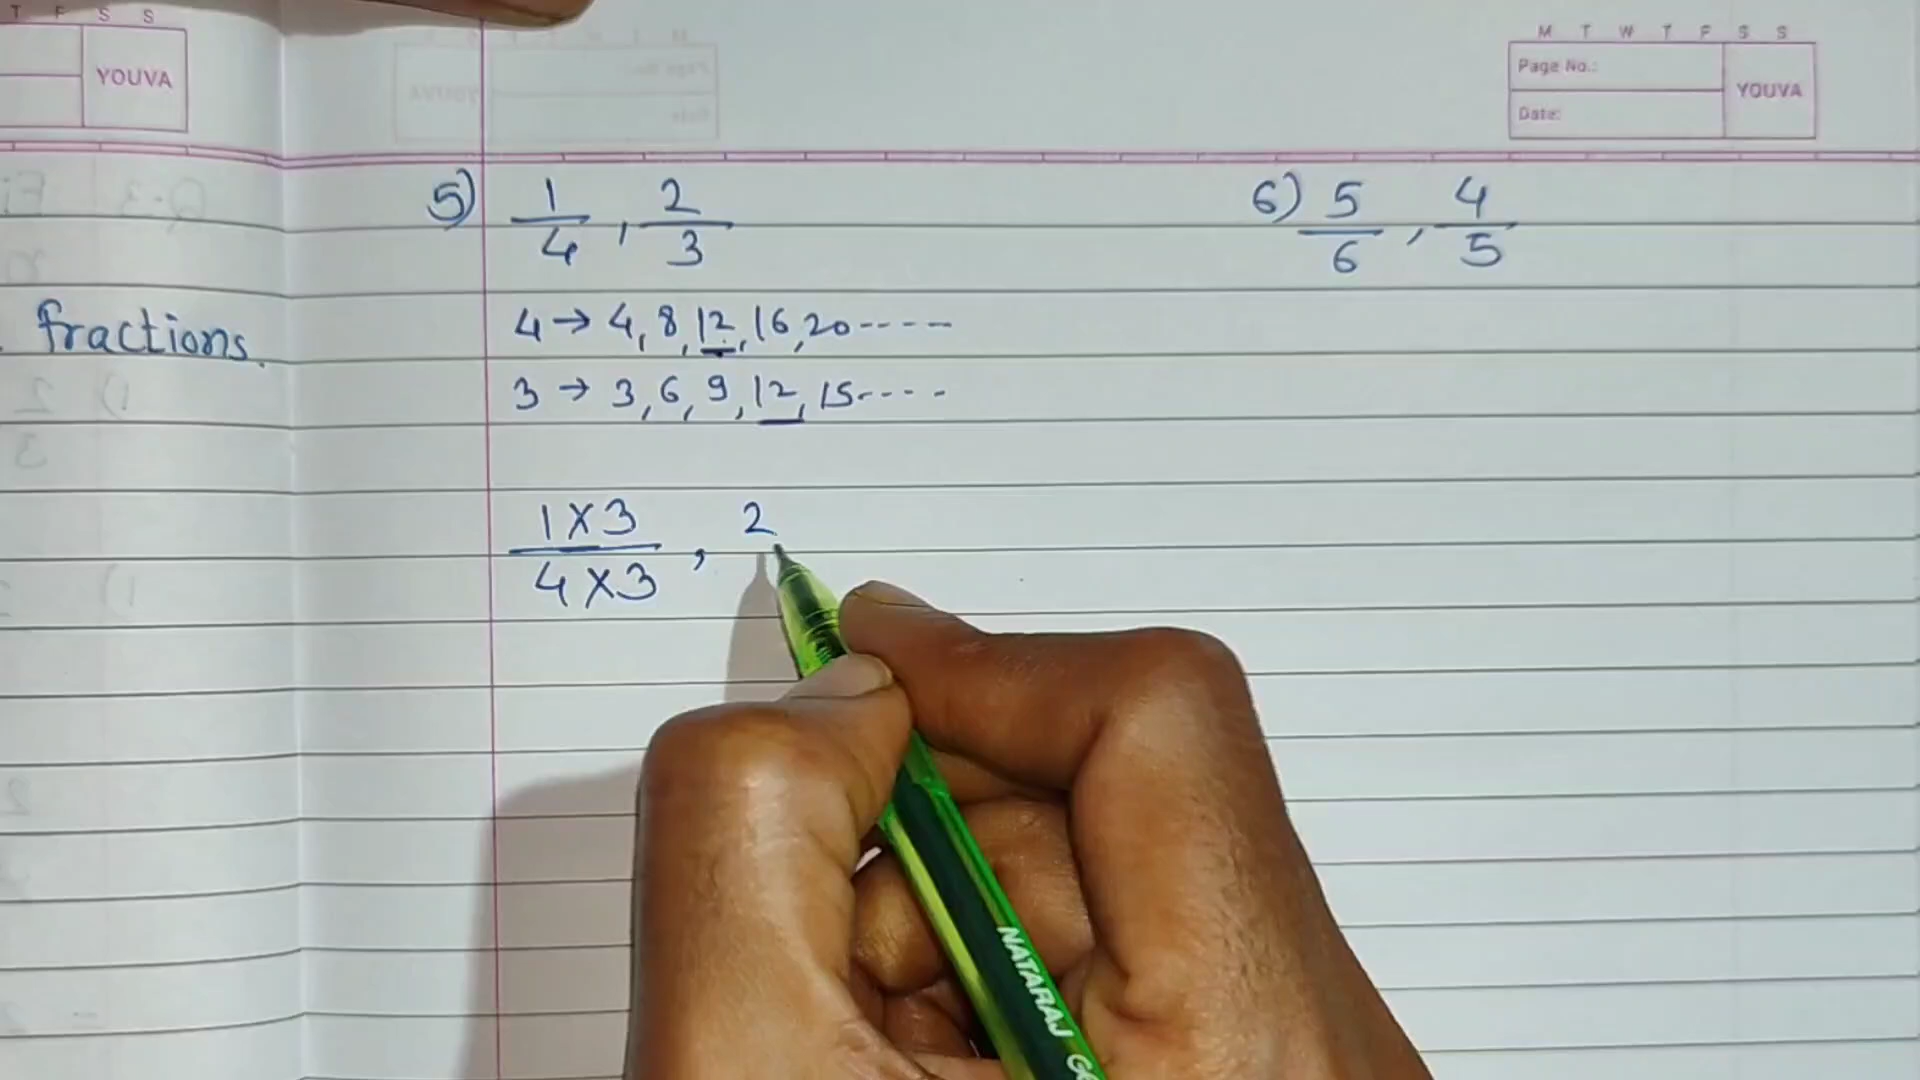 T F S S
YOUVA
M T W T F S S
Page No.:
Date:
YOUVA
5) 1/4 , 2/3
6) 5/6 , 4/5
fractions.
4 → 4, 8, 12, 16, 20-----
3 → 3, 6, 9, 12, 15-----
1 X 3 , 2
4 X 3
NATARAJ